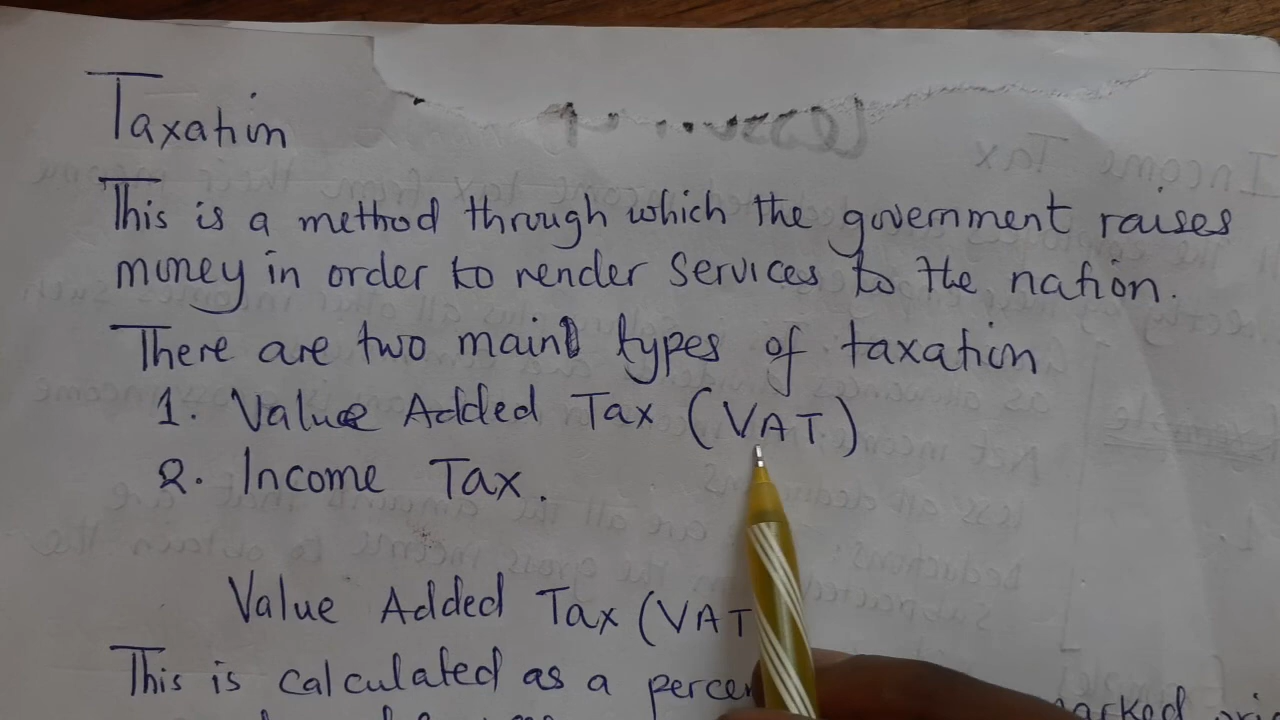 Taxation
This is a method through which the government raises
money in order to render services to the nation.
There are two main types of taxation
1. Value Added Tax (VAT)
2. Income Tax.
Value Added Tax (VAT
This is calculated as a marked